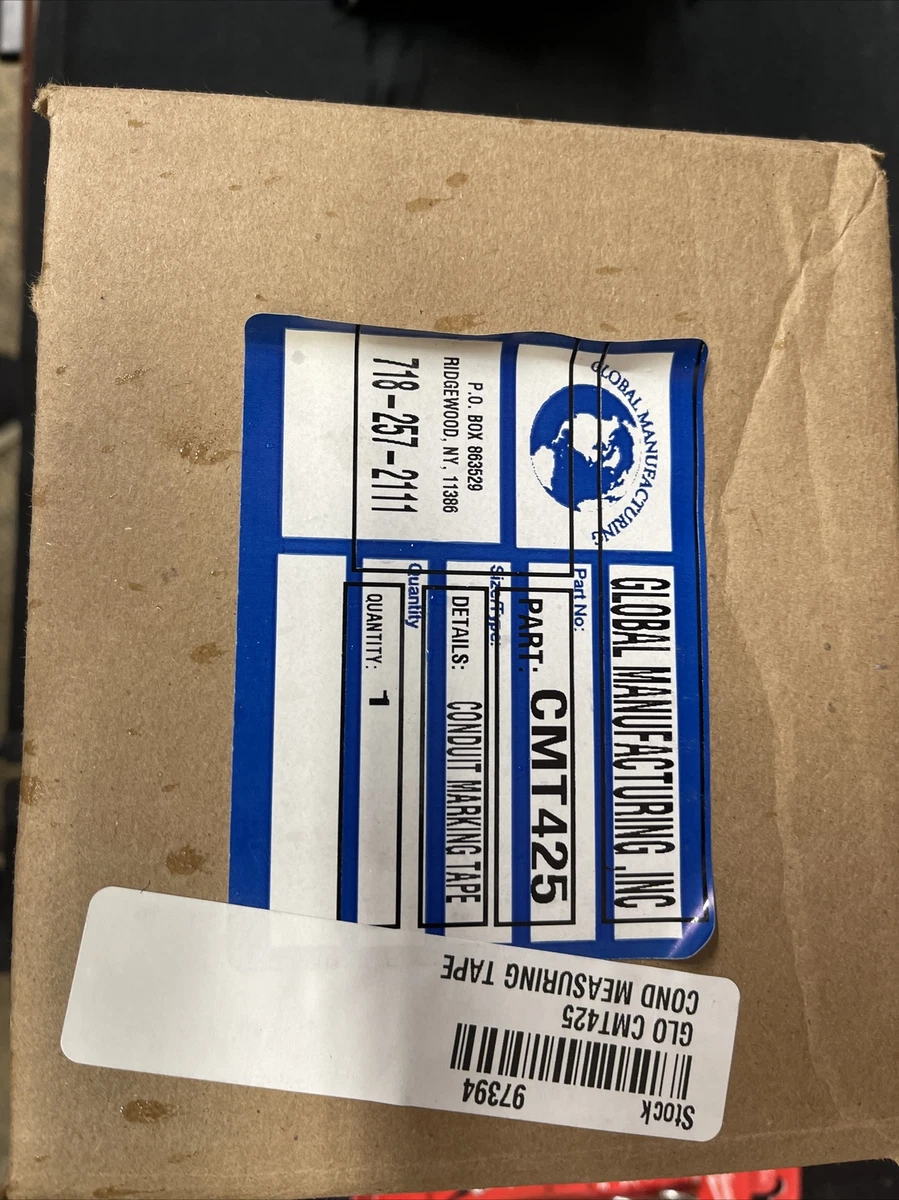 GLOBAL MANUFACTURING
GLOBAL MANUFACTURING ,INC
P.O. BOX 863529
RIDGEWOOD, NY, 11386
718-257-2111
Part No:
PART: CMT425
Size/Type:
DETAILS: CONDUIT MARKING TAPE
Quantity
QUANTITY: 1
Stock 97394
GLO CMT425
COND MEASURING TAPE